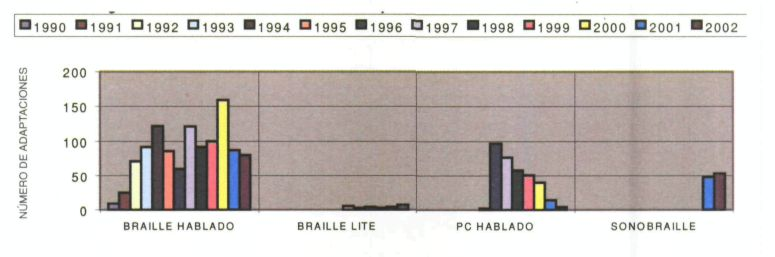 1990 1991 1992 1993 1994 1995 1996 1997 1998 1999 2000 2001 2002
NÚMERO DE ADAPTACIONES
200
150
100
50
0
BRAILLE HABLADO BRAILLE LITE PC HABLADO SONOBRAILLE